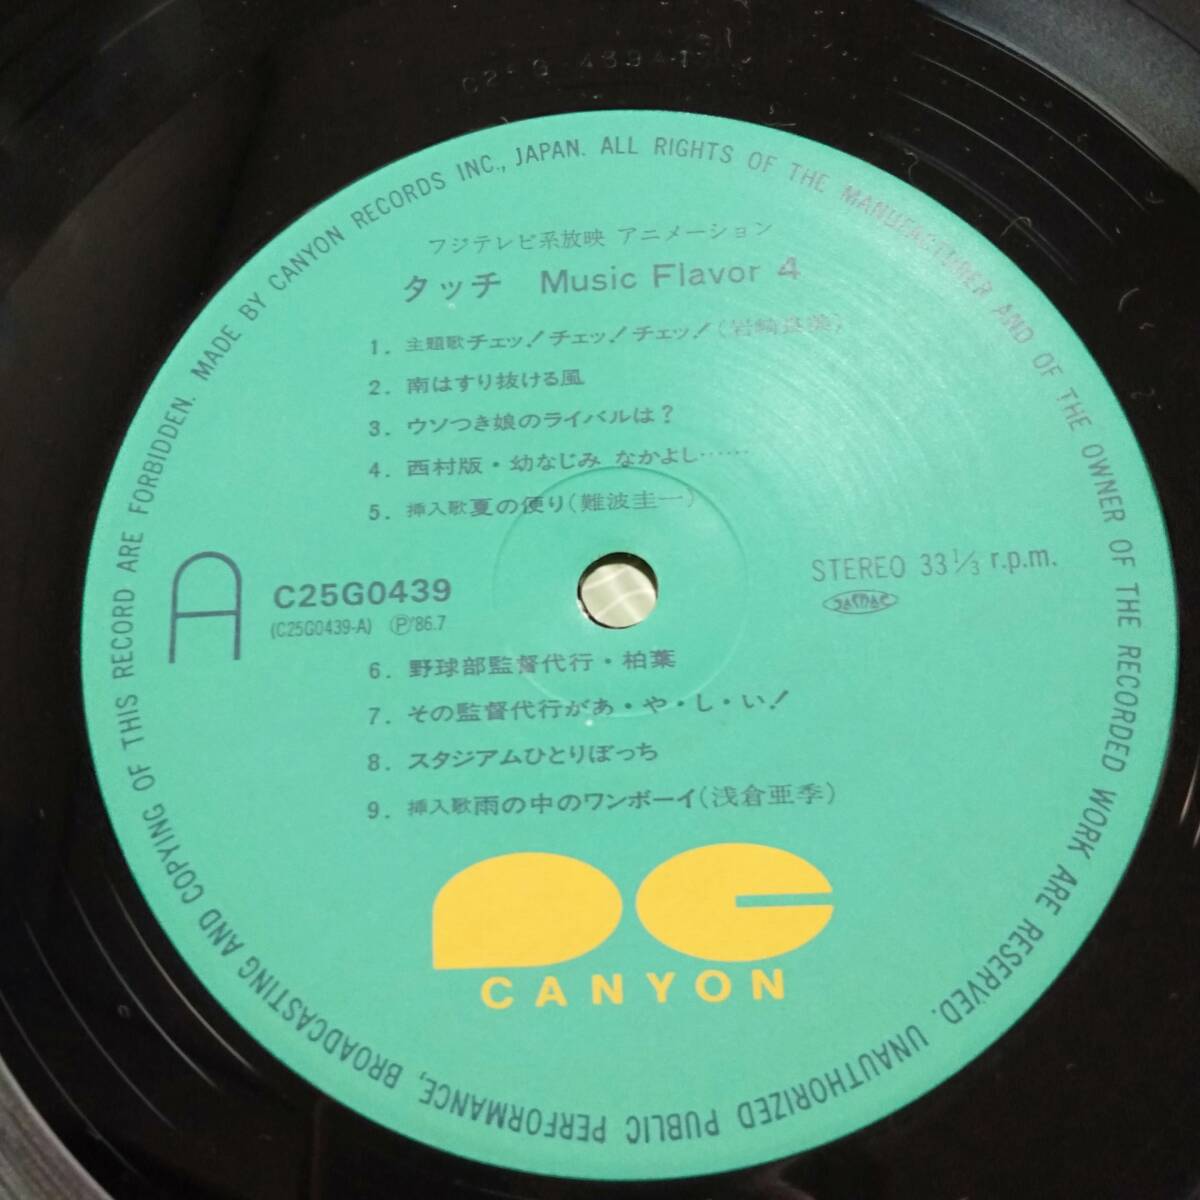 C25G0439A1
MADE BY CANYON RECORDS INC., JAPAN. ALL RIGHTS OF THE MANUFACTURER AND OF THE OWNER OF THE RECORDED WORK ARE RESERVED. UNAUTHORIZED PUBLIC PERFORMANCE, BROADCASTING AND COPYING OF THIS RECORD ARE FORBIDDEN.
フジテレビ系放映 アニメーション
タッチ Music Flavor 4
1. 主題歌チェッ!チェッ!チェッ!(岩崎良美)
2. 南はすり抜ける風
3. ウソつき娘のライバルは?
4. 西村版・幼なじみ なかよし……
5. 挿入歌夏の便り(難波圭一)
A
C25G0439
(C25G0439-A) Ⓟ'86.7
STEREO 33 1/3 r.p.m.
JASRAC
6. 野球部監督代行・柏葉
7. その監督代行があ・や・し・い!
8. スタジアムひとりぼっち
9. 挿入歌雨の中のワンボーイ(浅倉亜季)
PC
CANYON